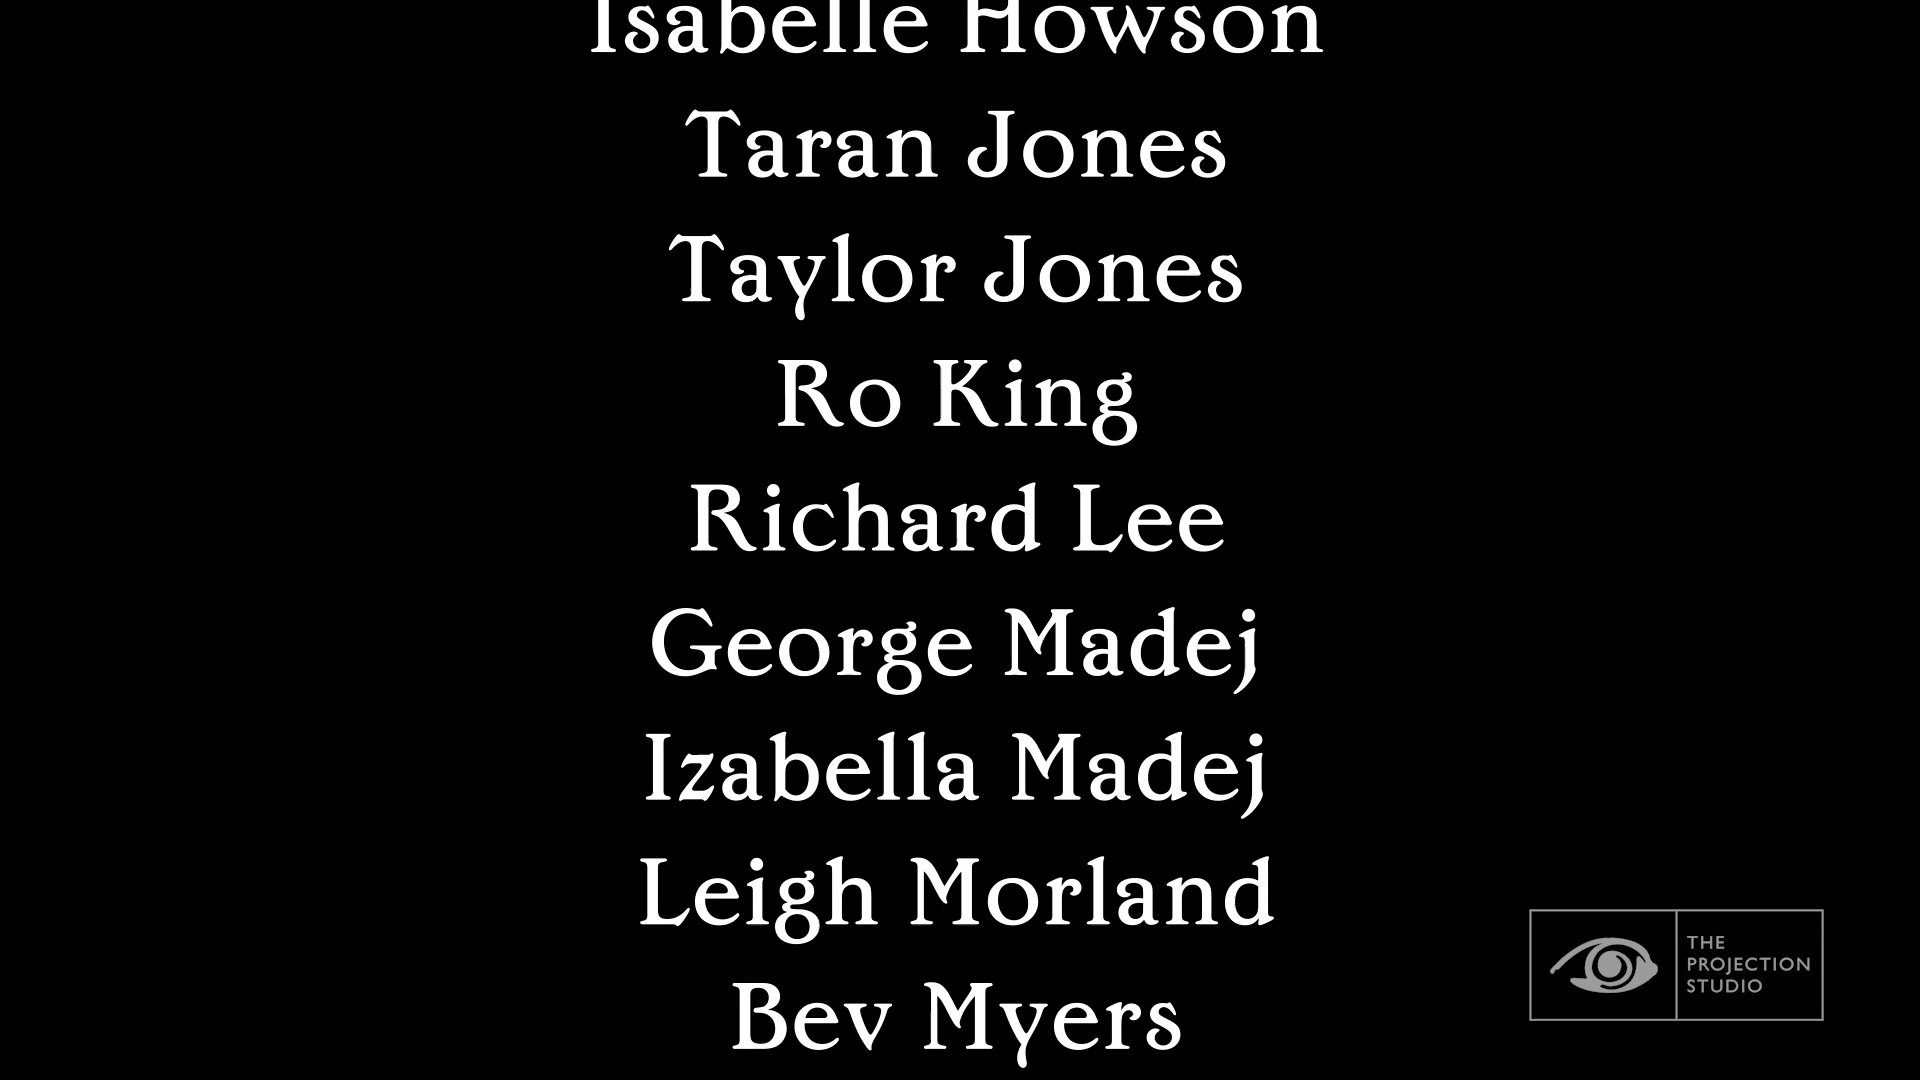 Isabelle Howson
Taran Jones
Taylor Jones
Ro King
Richard Lee
George Madej
Izabella Madej
Leigh Morland
Bev Myers
THE
PROJECTION
STUDIO